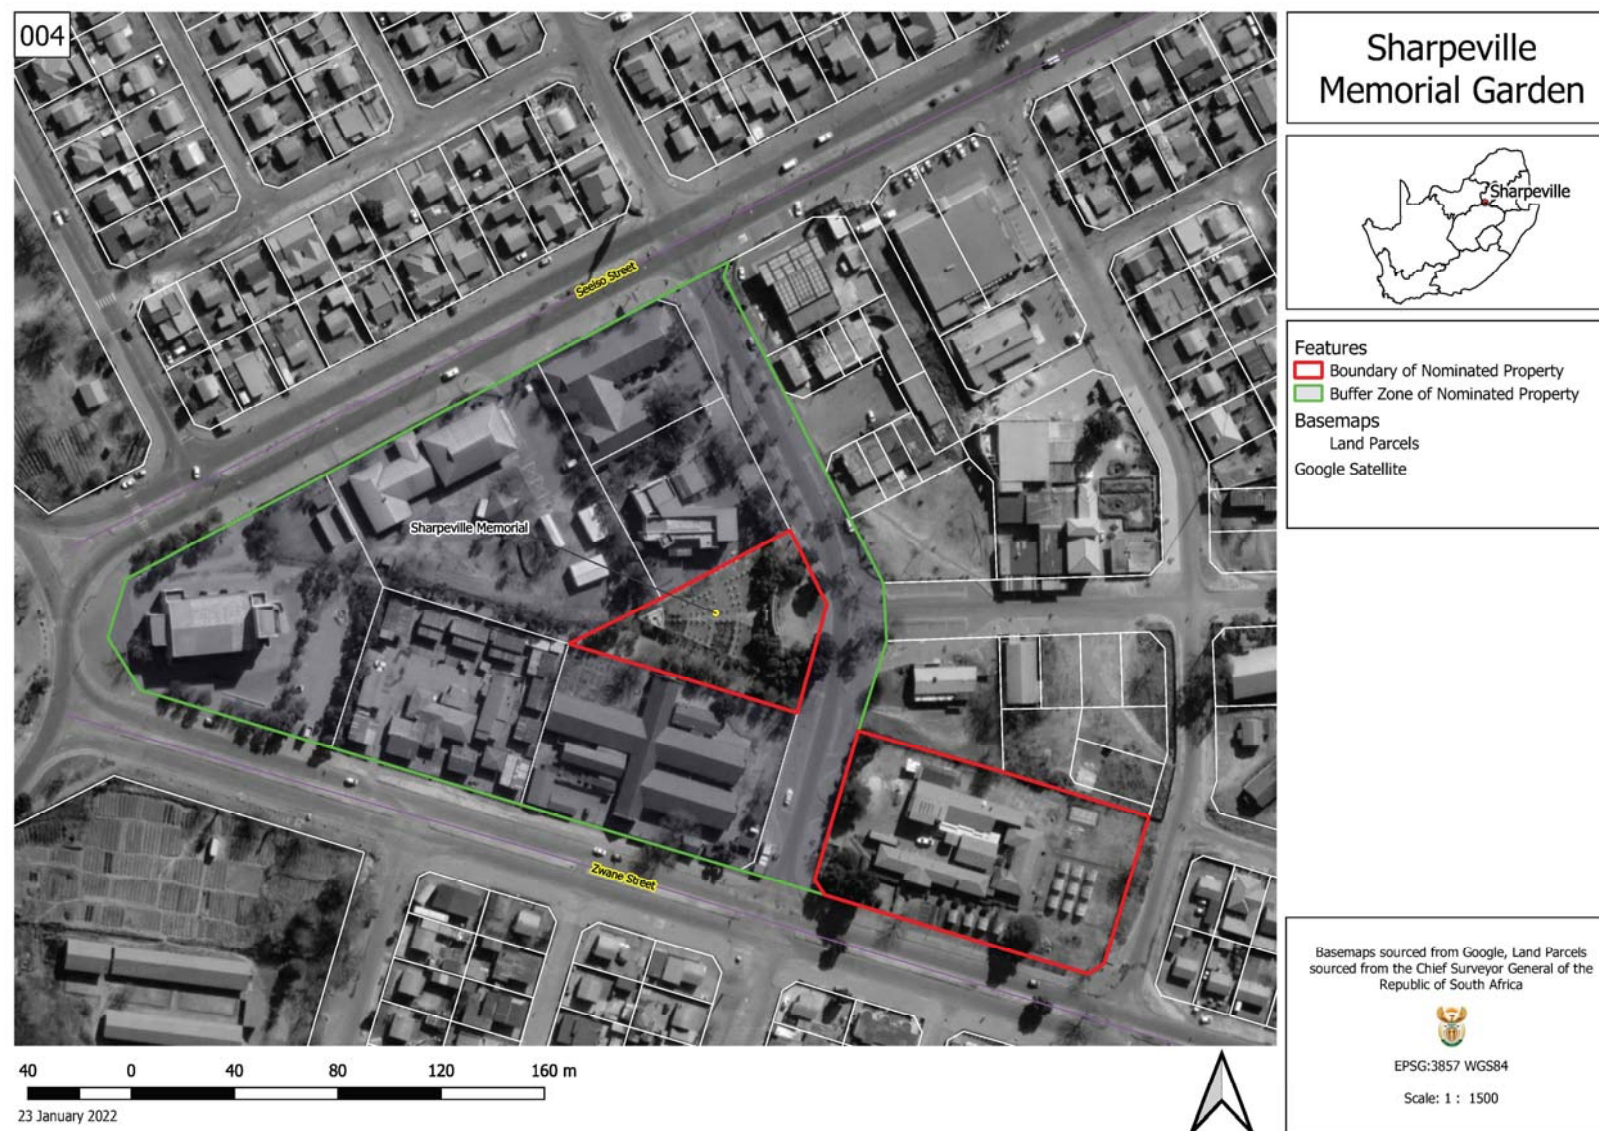 004
Sharpeville
Memorial Garden
Sharpeville
Features
Boundary of Nominated Property
Buffer Zone of Nominated Property
Basemaps
Land Parcels
Google Satellite
Seeiso Street
Sharpeville Memorial
Zwane Street
Basemaps sourced from Google, Land Parcels
sourced from the Chief Surveyor General of the
Republic of South Africa
EPSG:3857 WGS84
Scale: 1 : 1500
40 0 40 80 120 160 m
23 January 2022